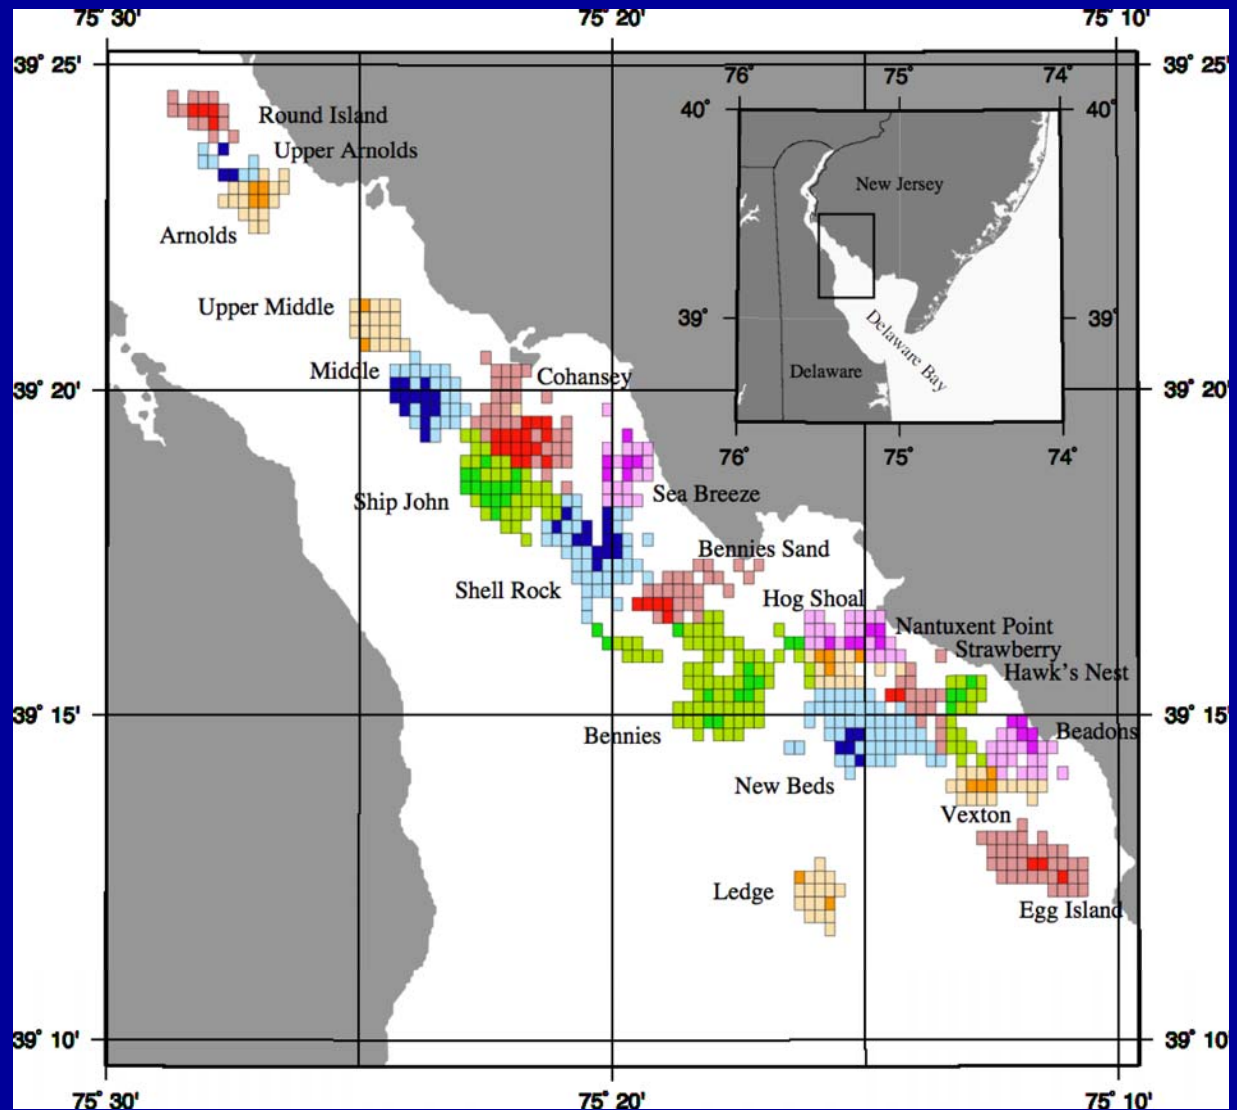 75° 30'
75° 20'
75° 10'
39° 25'
39° 25'
76°
75°
74°
40°
40°
Round Island
Upper Arnolds
New Jersey
Arnolds
Upper Middle
39°
39°
Delaware Bay
Middle
Cohansey
Delaware
39° 20'
39° 20'
76°
75°
74°
Ship John
Sea Breeze
Bennies Sand
Shell Rock
Hog Shoal
Nantuxent Point
Strawberry
Hawk's Nest
39° 15'
39° 15'
Bennies
Beadons
New Beds
Vexton
Ledge
Egg Island
39° 10'
39° 10'
75° 30'
75° 20'
75° 10'